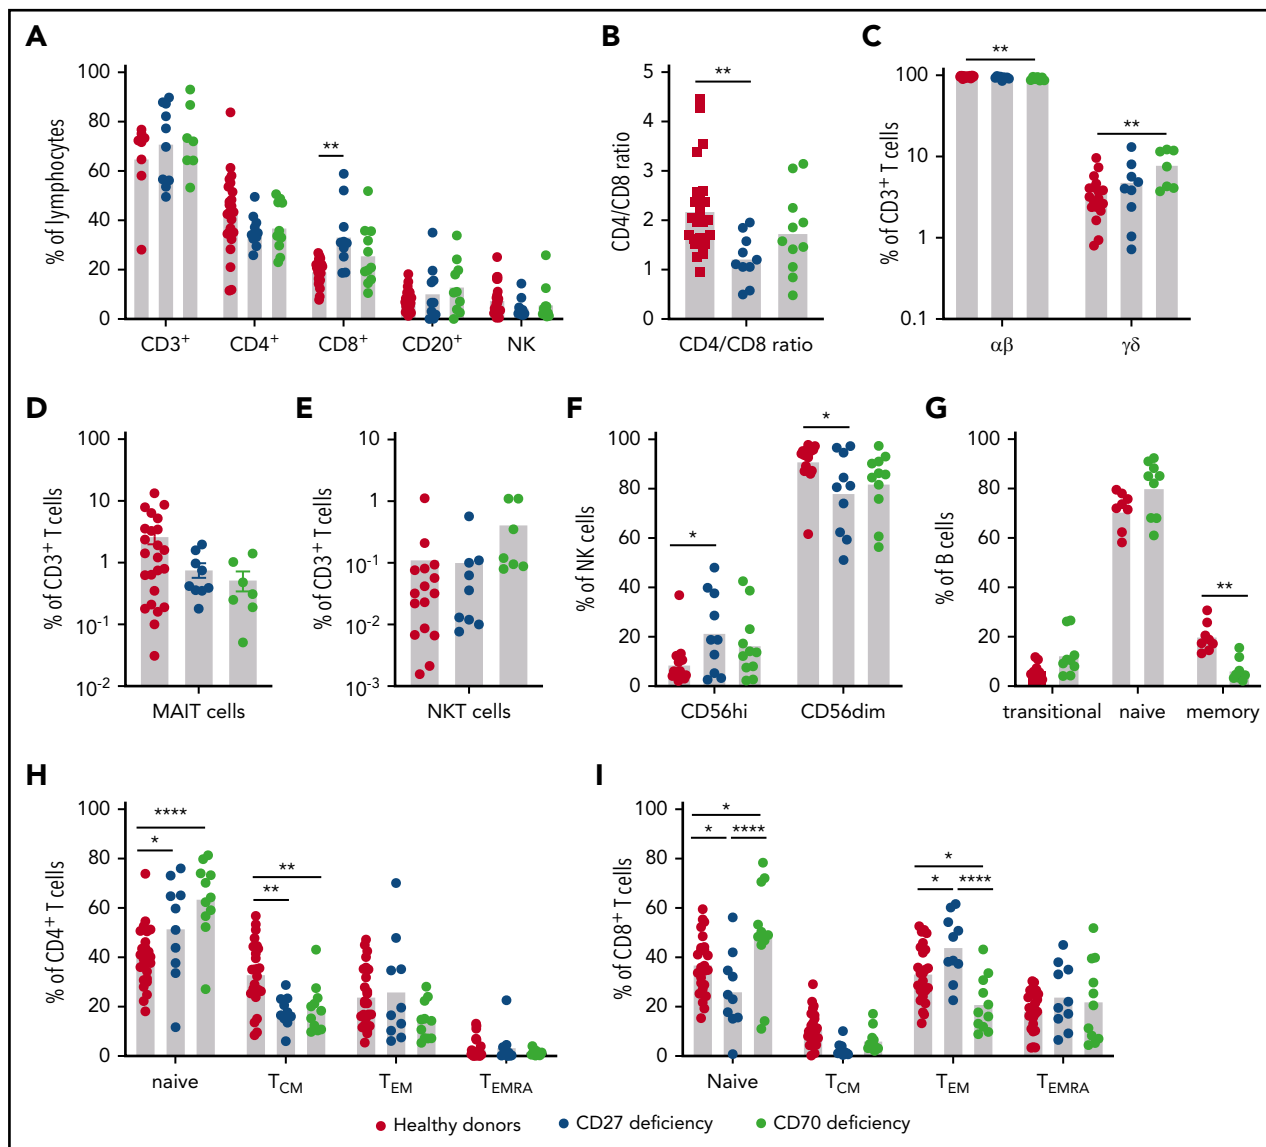 A
% of lymphocytes
100
80
60
40
20
0
**
CD3+ CD4+ CD8+ CD20+ NK
B
CD4/CD8 ratio
5
4
3
2
1
0
**
CD4/CD8 ratio
C
% of CD3+ T cells
100
10
1
0.1
**
**
αβ γδ
D
% of CD3+ T cells
100
10
1
10-1
10-2
MAIT cells
E
% of CD3+ T cells
10
1
10-1
10-2
10-3
NKT cells
F
% of NK cells
100
80
60
40
20
0
*
*
CD56hi CD56dim
G
% of B cells
100
80
60
40
20
0
**
transitional naive memory
H
% of CD4+ T cells
100
80
60
40
20
0
****
*
**
**
naive TCM TEM TEMRA
I
% of CD8+ T cells
100
80
60
40
20
0
*
* ****
*
* ****
Naive TCM TEM TEMRA
Healthy donors CD27 deficiency CD70 deficiency